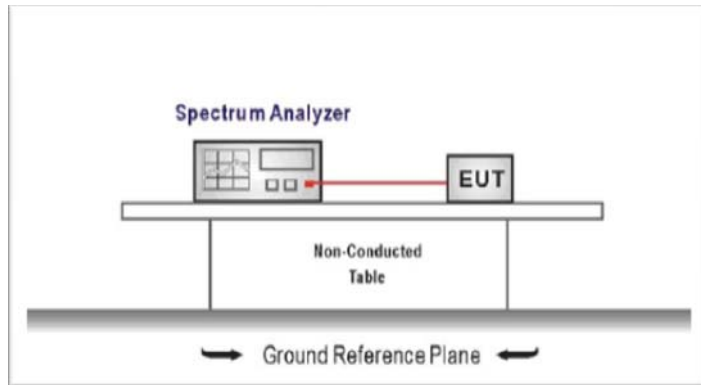 Spectrum Analyzer
EUT
Non-Conducted
Table
Ground Reference Plane